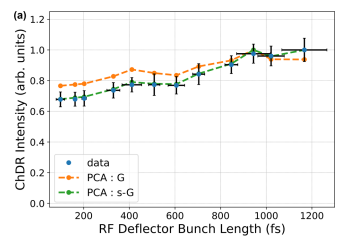 (a)
ChDR Intensity (arb. units)
1.2
1.0
0.8
0.6
0.4
0.2
0.0
data
PCA : G
PCA : s-G
200
400
600
800
1000
1200
RF Deflector Bunch Length (fs)